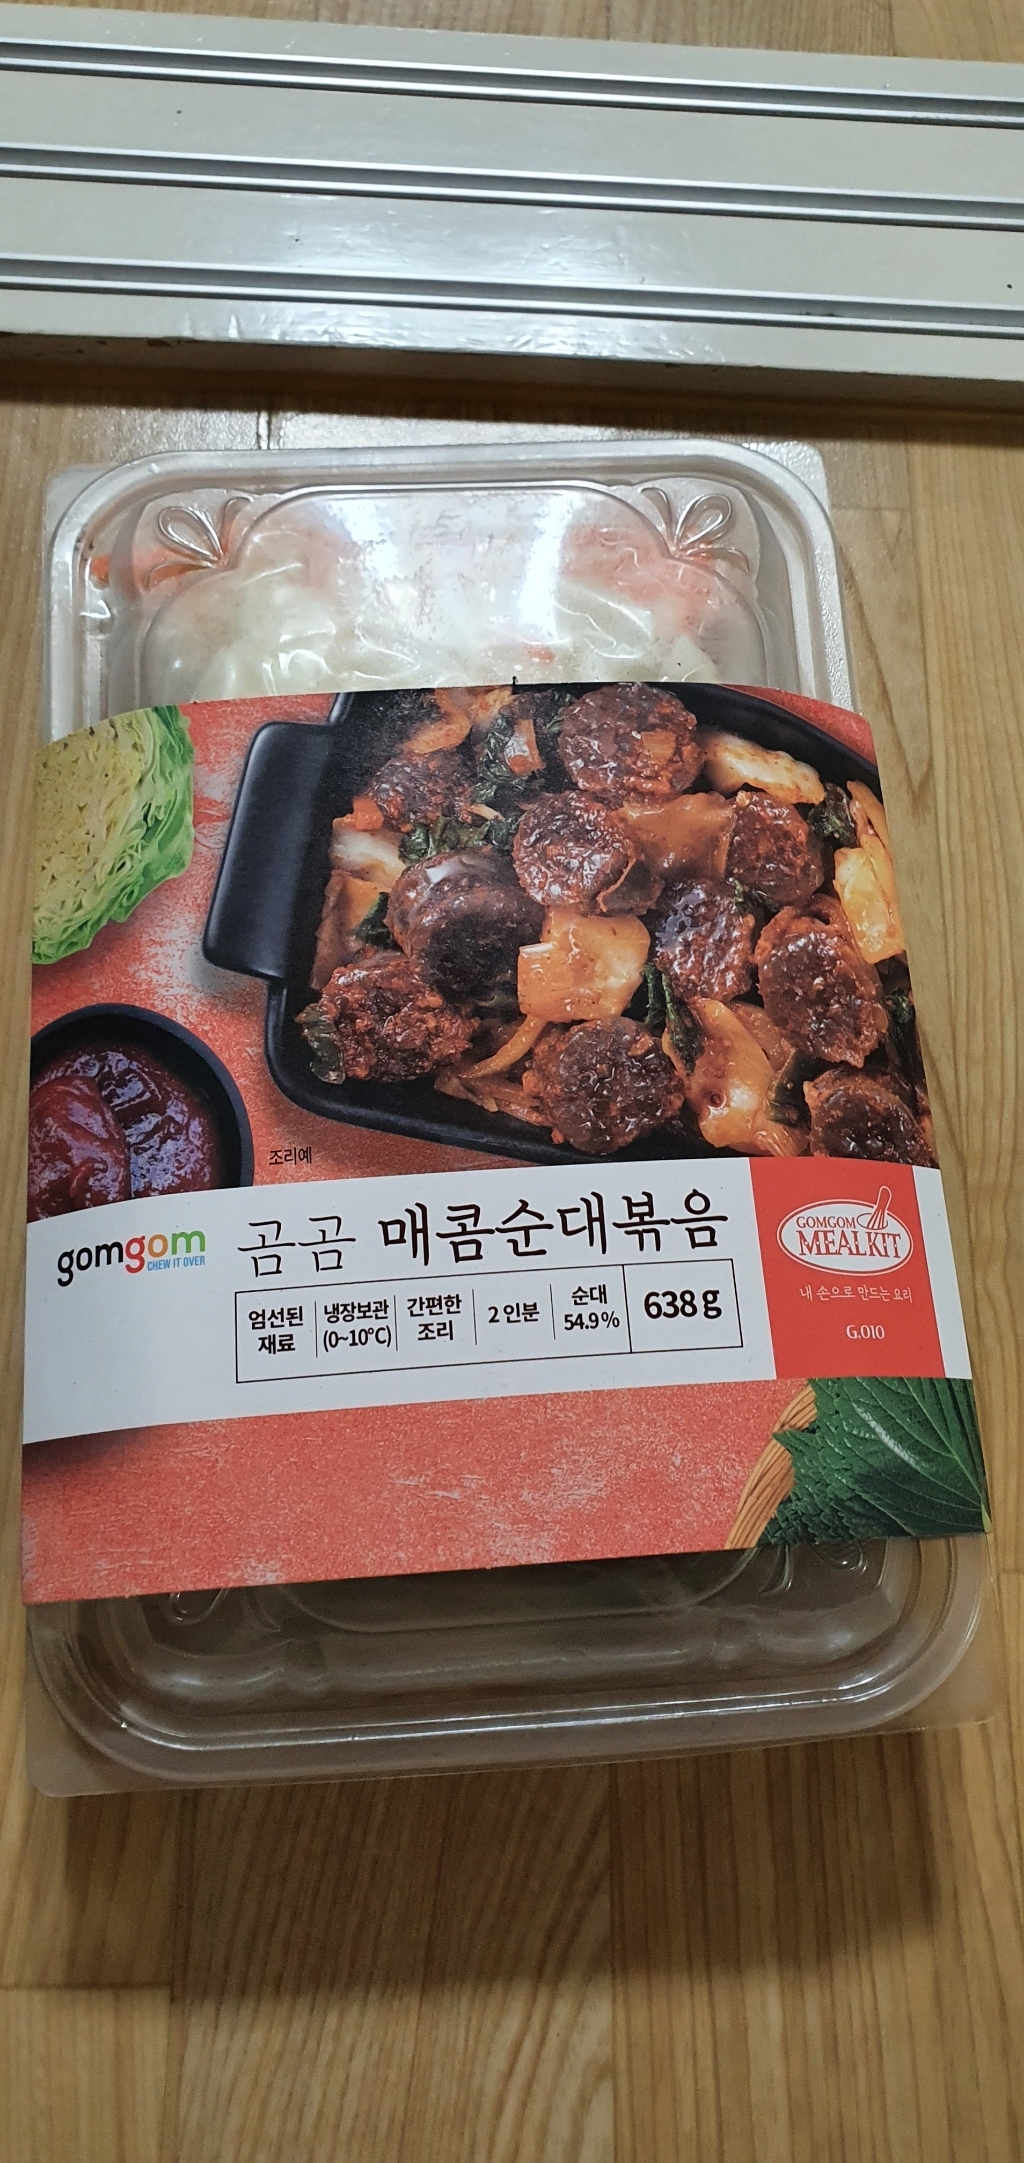 조리예
gomgom
CHEW IT OVER
곰곰 매콤순대볶음
엄선된
재료
냉장보관
(0~10℃)
간편한
조리
2인분
순대
54.9%
638g
GOMGOM
MEALKIT
내 손으로 만드는 요리
G.010